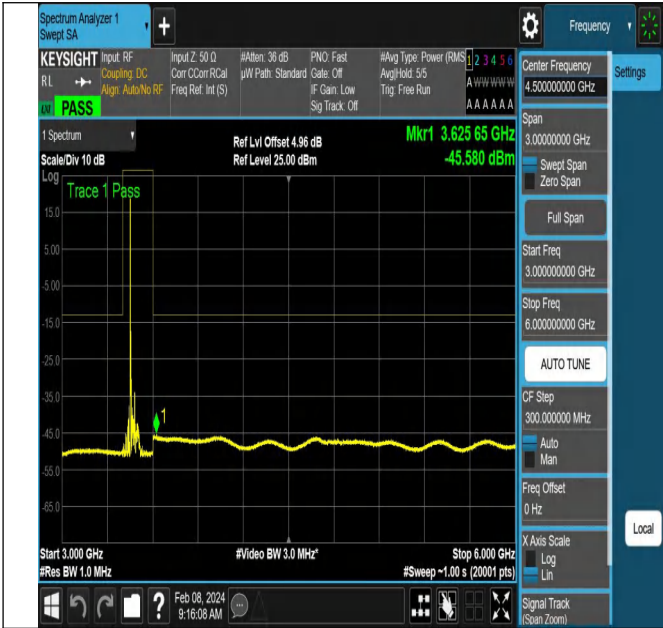 Spectrum Analyzer 1
Swept SA
Frequency
KEYSIGHT
RL
PASS
Input: RF
Coupling: DC
Align: Auto/No RF
Input Z: 50 Ω
Corr CCorr RCal
Freq Ref: Int (S)
#Atten: 36 dB
µW Path: Standard
PNO: Fast
Gate: Off
IF Gain: Low
Sig Track: Off
#Avg Type: Power (RMS
Avg|Hold: 5/5
Trig: Free Run
1 2 3 4 5 6
A W W W W W
A A A A A A
1 Spectrum
Scale/Div 10 dB
Log
Ref Lvl Offset 4.96 dB
Ref Level 25.00 dBm
Mkr1 3.625 65 GHz
-45.580 dBm
Trace 1 Pass
15.0
5.00
-5.00
-15.0
-25.0
-35.0
-45.0
-55.0
-65.0
1
Start 3.000 GHz
#Res BW 1.0 MHz
#Video BW 3.0 MHz*
Stop 6.000 GHz
#Sweep ~1.00 s (20001 pts)
Feb 08, 2024
9:16:08 AM
Center Frequency
4.500000000 GHz
Span
3.00000000 GHz
Swept Span
Zero Span
Full Span
Start Freq
3.000000000 GHz
Stop Freq
6.000000000 GHz
AUTO TUNE
CF Step
300.000000 MHz
Auto
Man
Freq Offset
0 Hz
X Axis Scale
Log
Lin
Signal Track
(Span Zoom)
Settings
Local